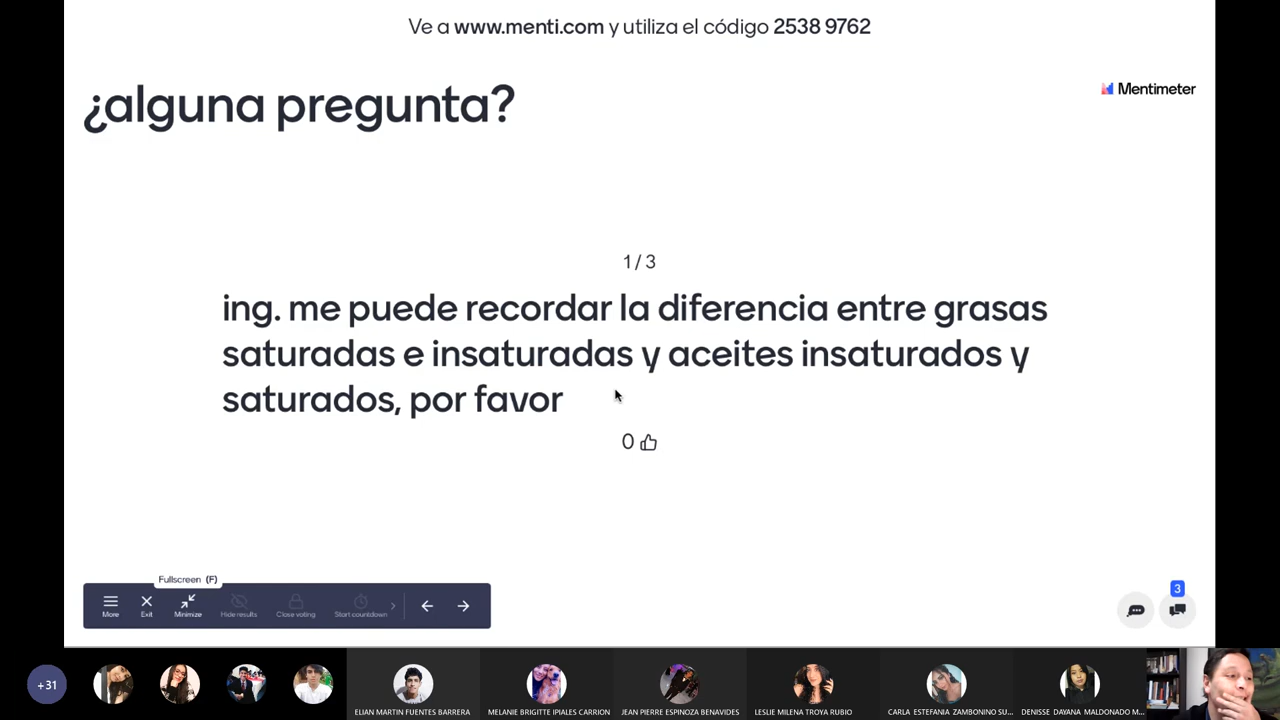 Ve a www.menti.com y utiliza el código 2538 9762
¿alguna pregunta?
Mentimeter
1 / 3
ing. me puede recordar la diferencia entre grasas
saturadas e insaturadas y aceites insaturados y
saturados, por favor
0
Fullscreen (F)
More Exit Minimize Hide results Close voting Start countdown
3
+31
ELIAN MARTIN FUENTES BARRERA MELANIE BRIGITTE IPIALES CARRION JEAN PIERRE ESPINOZA BENAVIDES LESLIE MILENA TROYA RUBIO CARLA ESTEFANIA ZAMBONINO SU... DENISSE DAYANA MALDONADO M...